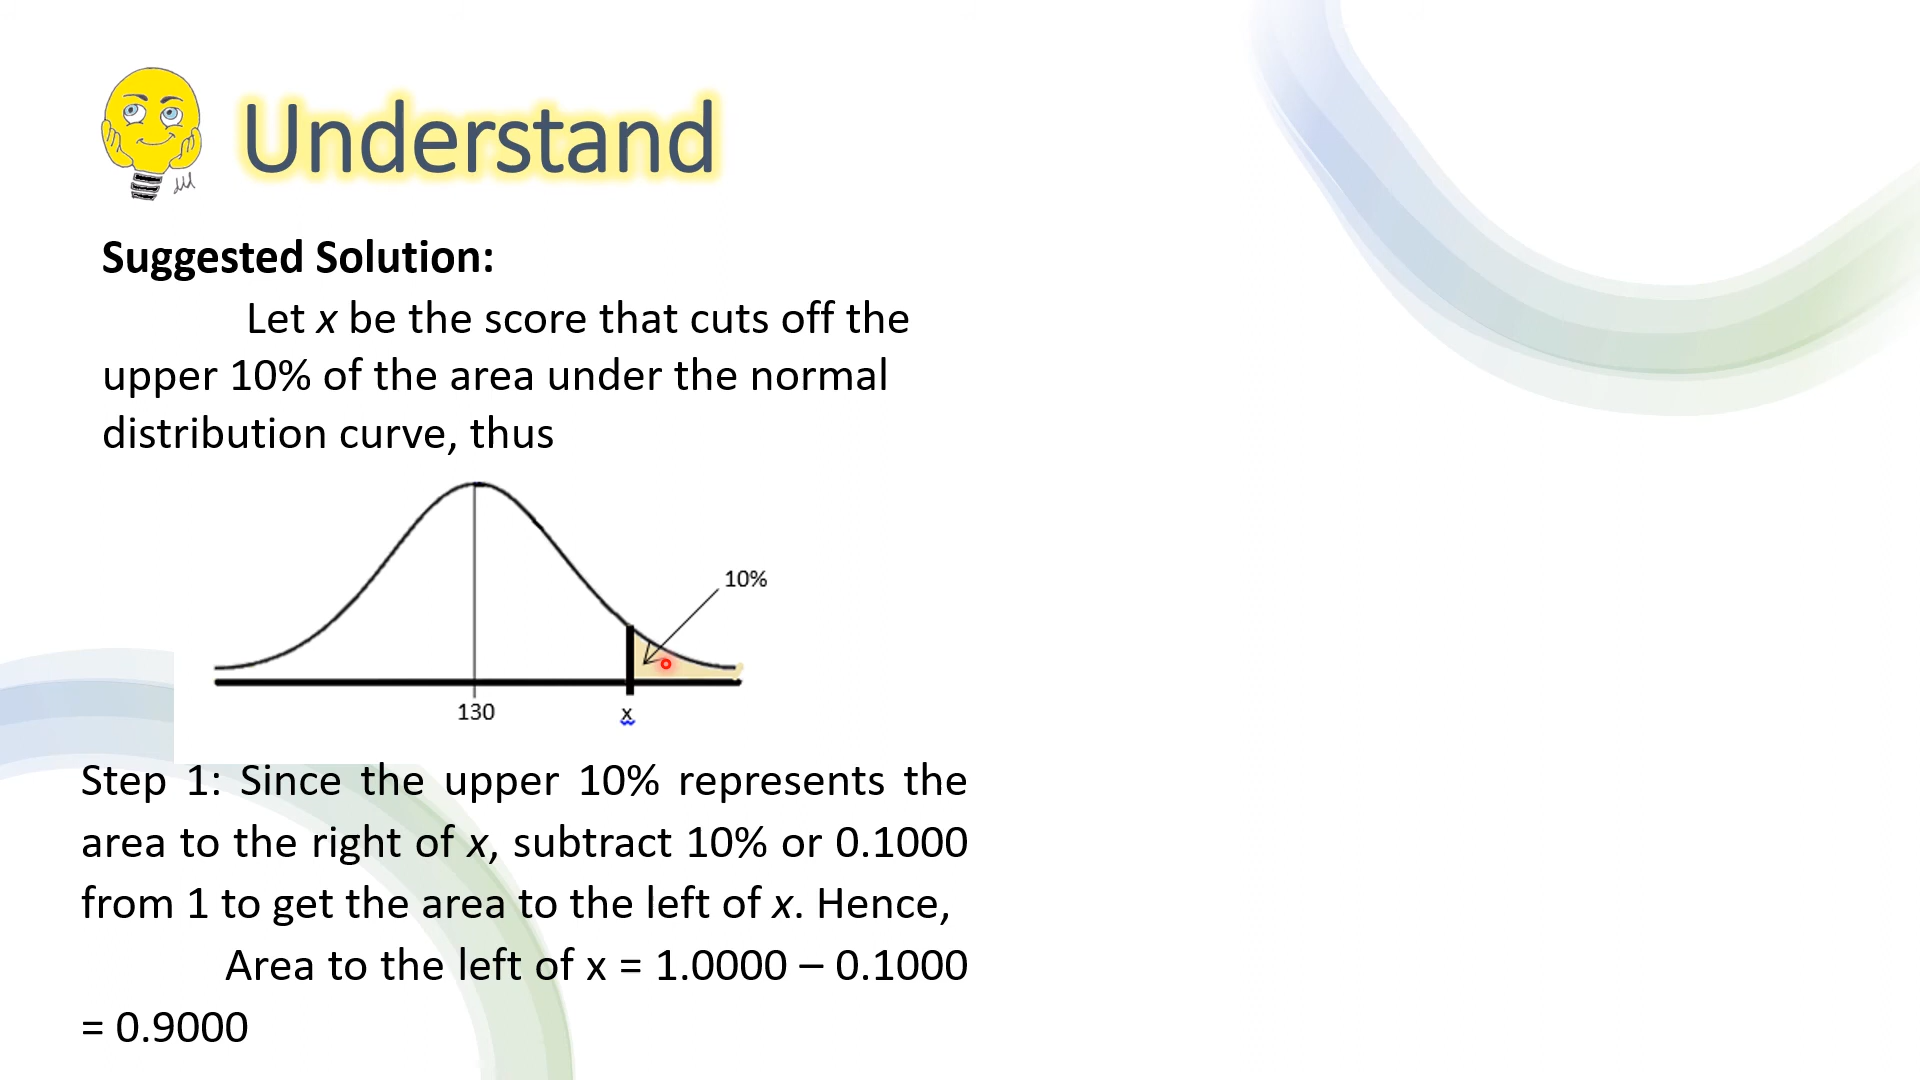 Understand
Suggested Solution:
Let x be the score that cuts off the
upper 10% of the area under the normal
distribution curve, thus
10%
130
x
Step 1: Since the upper 10% represents the
area to the right of x, subtract 10% or 0.1000
from 1 to get the area to the left of x. Hence,
Area to the left of x = 1.0000 – 0.1000
= 0.9000